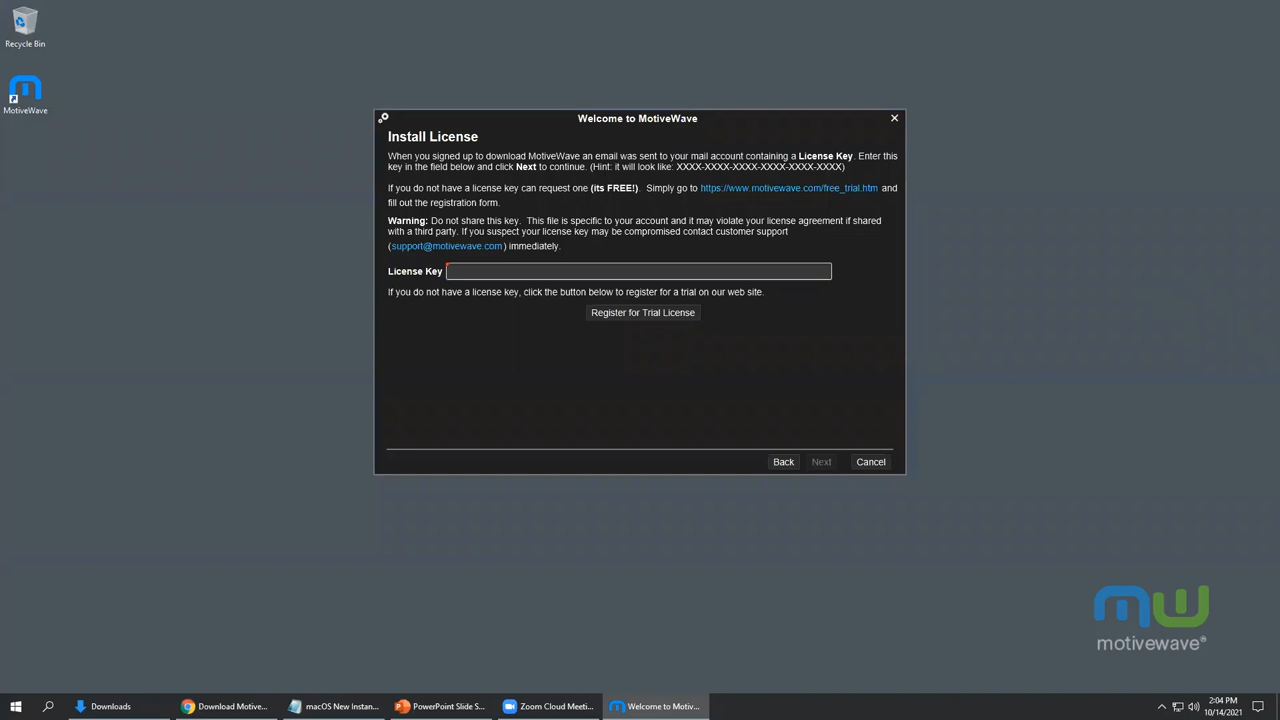 Recycle Bin
MotiveWave
Welcome to MotiveWave
Install License
When you signed up to download MotiveWave an email was sent to your mail account containing a License Key. Enter this
key in the field below and click Next to continue. (Hint: it will look like: XXXX-XXXX-XXXX-XXXX-XXXX-XXXX)
If you do not have a license key can request one (its FREE!). Simply go to https://www.motivewave.com/free_trial.htm and
fill out the registration form.
Warning: Do not share this key. This file is specific to your account and it may violate your license agreement if shared
with a third party. If you suspect your license key may be compromised contact customer support
(support@motivewave.com) immediately.
License Key
If you do not have a license key, click the button below to register for a trial on our web site.
Register for Trial License
Back Next Cancel
mw
motivewave®
Downloads
Download Motive...
macOS New Instan...
PowerPoint Slide S...
Zoom Cloud Meeti...
Welcome to Motiv...
2:04 PM
10/14/2021